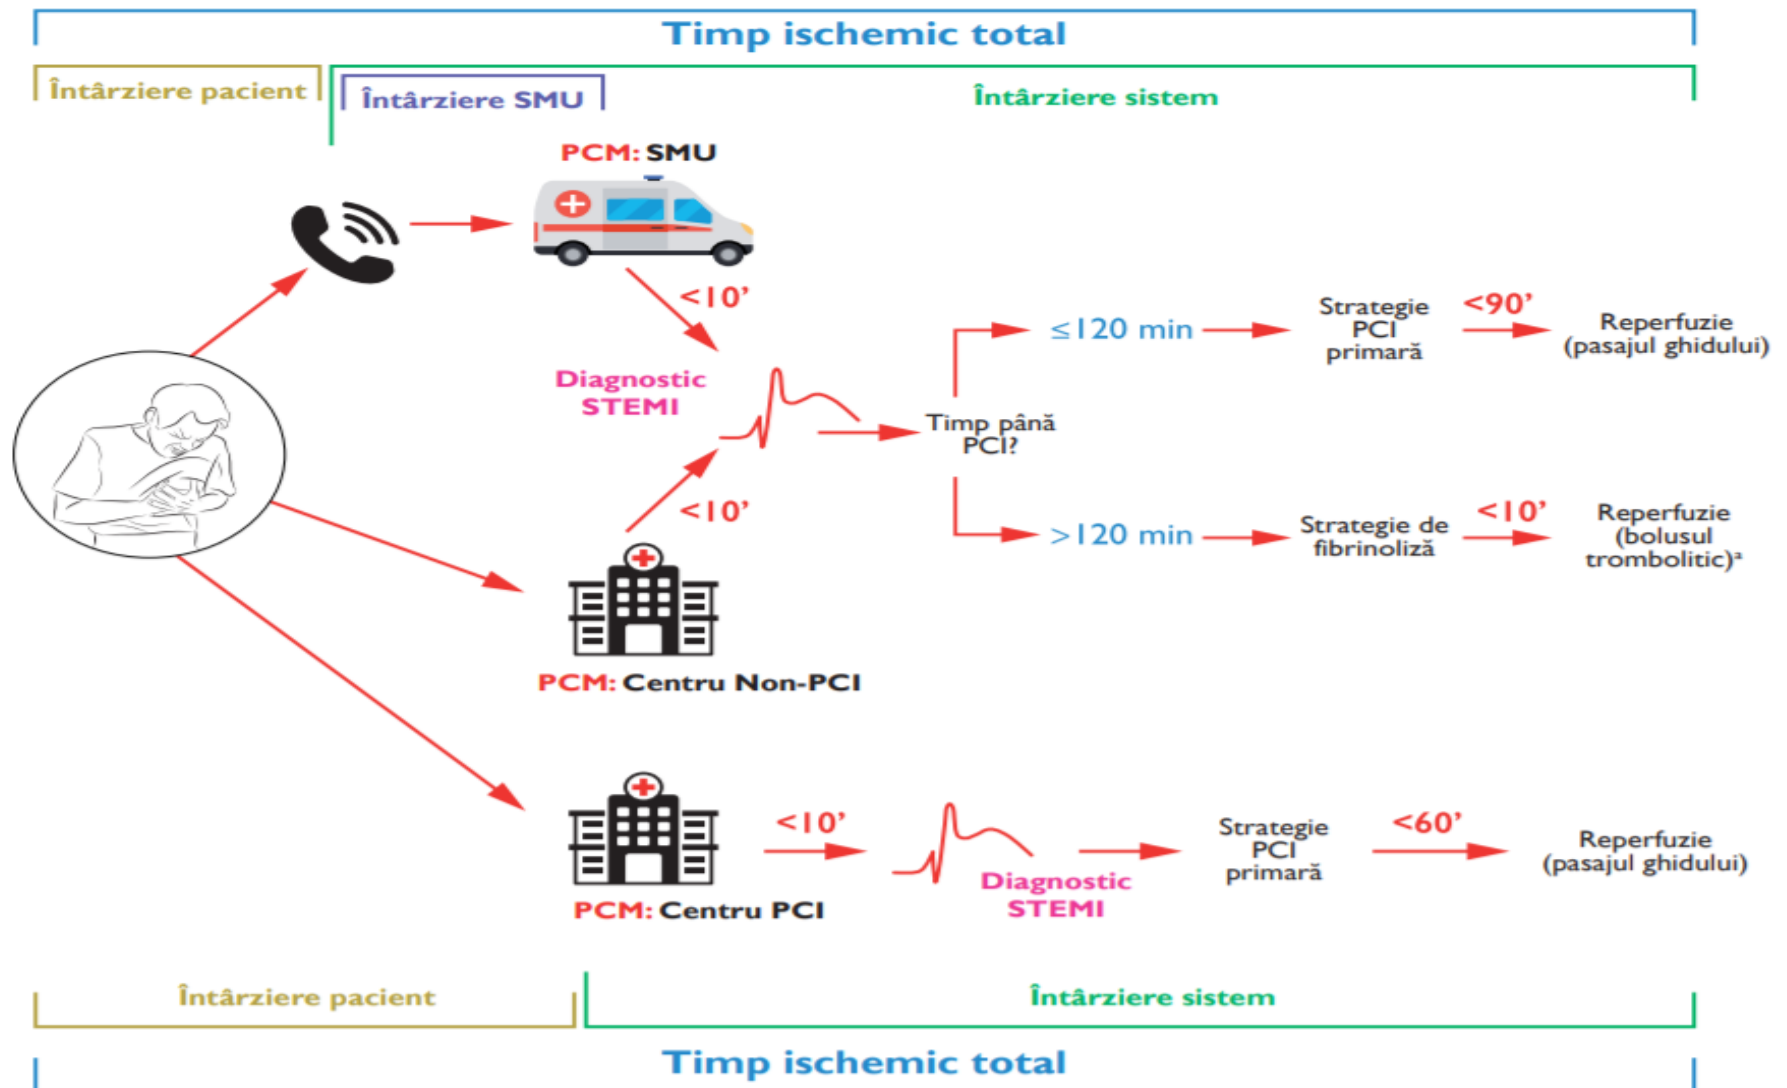 Timp ischemic total
Întârziere pacient
Întârziere SMU
Întârziere sistem
PCM: SMU
<10’
Diagnostic
STEMI
<10’
Timp până
PCI?
≤120 min
Strategie
PCI
primară
<90’
Reperfuzie
(pasajul ghidului)
>120 min
Strategie de
fibrinoliză
<10’
Reperfuzie
(bolusul
trombolitic)ª
PCM: Centru Non-PCI
PCM: Centru PCI
<10’
Diagnostic
STEMI
Strategie
PCI
primară
<60’
Reperfuzie
(pasajul ghidului)
Întârziere pacient
Întârziere sistem
Timp ischemic total